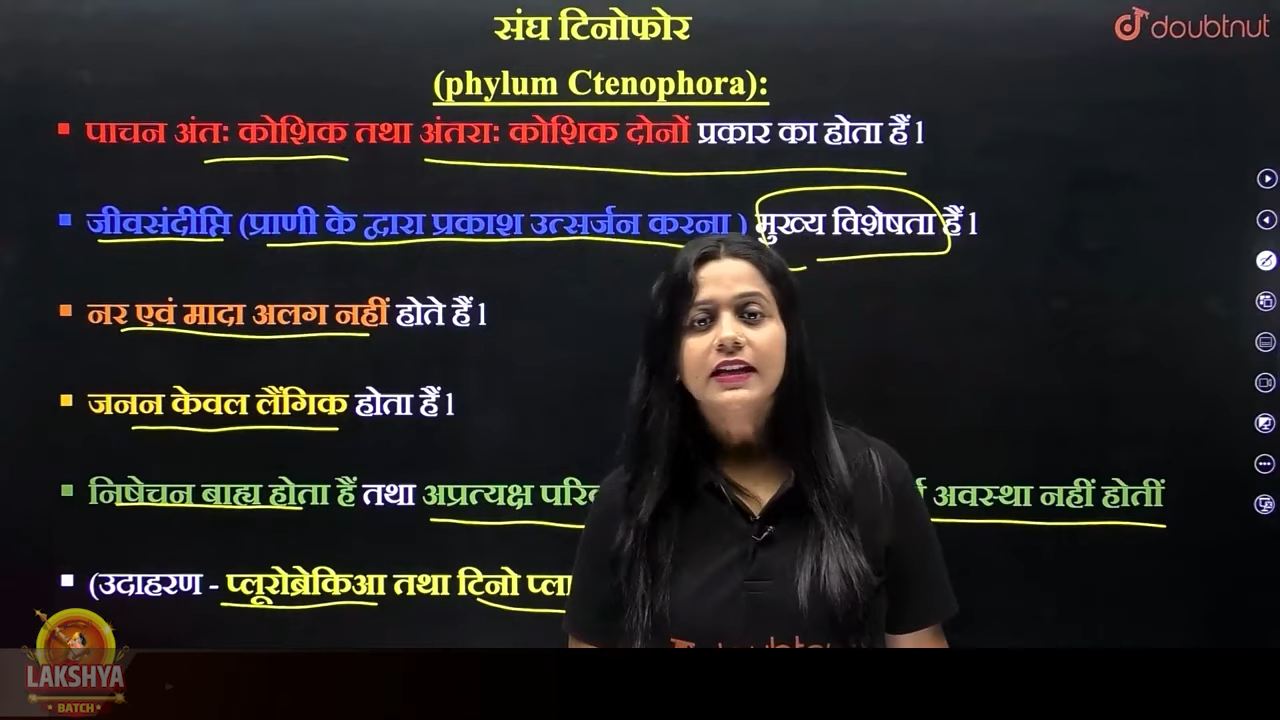 संघ टिनोफोर
doubtnut
(phylum Ctenophora):
पाचन अंतः कोशिक तथा अंतराः कोशिक दोनों प्रकार का होता हैं l
जीवसंदीप्ति (प्राणी के द्वारा प्रकाश उत्सर्जन करना ) मुख्य विशेषता हैं l
नर एवं मादा अलग नहीं होते हैं l
जनन केवल लैंगिक होता हैं l
निषेचन बाह्य होता हैं तथा अप्रत्यक्ष अवस्था नहीं होतीं
(उदाहरण - प्लूरोब्रेकिआ तथा टिनो
doubtnut
LAKSHYA
BATCH